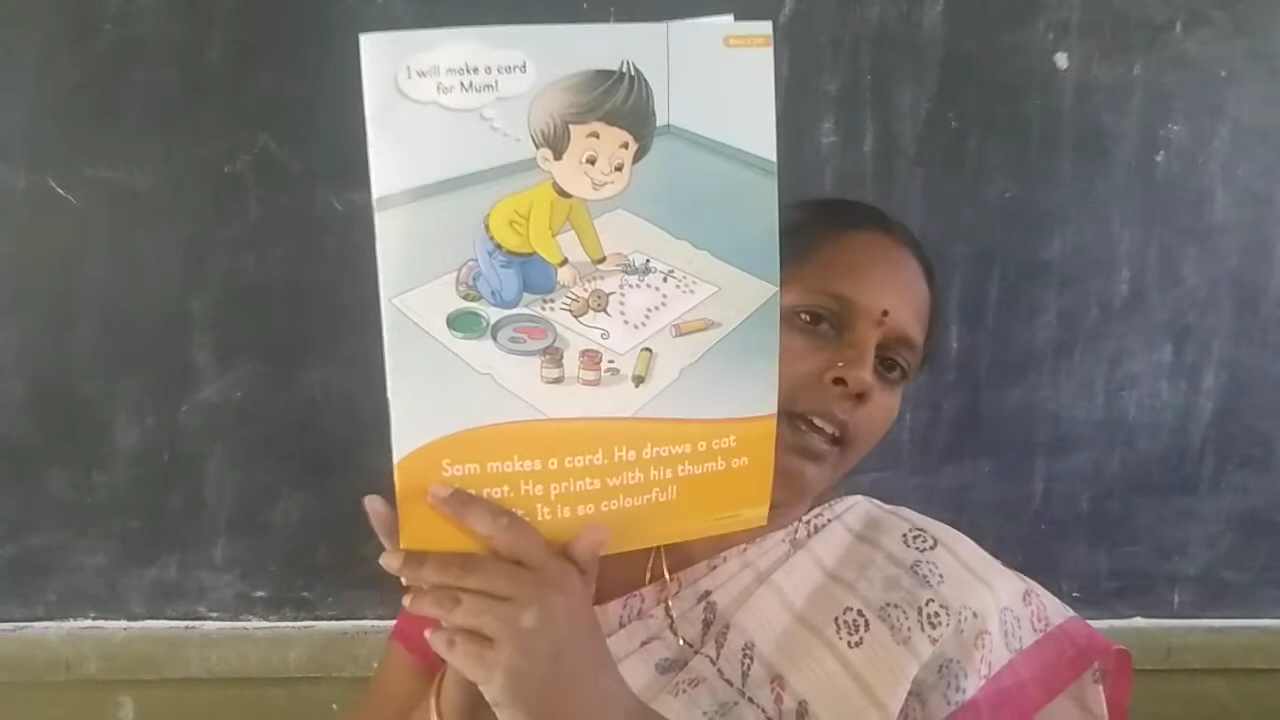 I will make a card
for Mum!
Sam makes a card. He draws a cat
rat. He prints with his thumb on
it. It is so colourful!